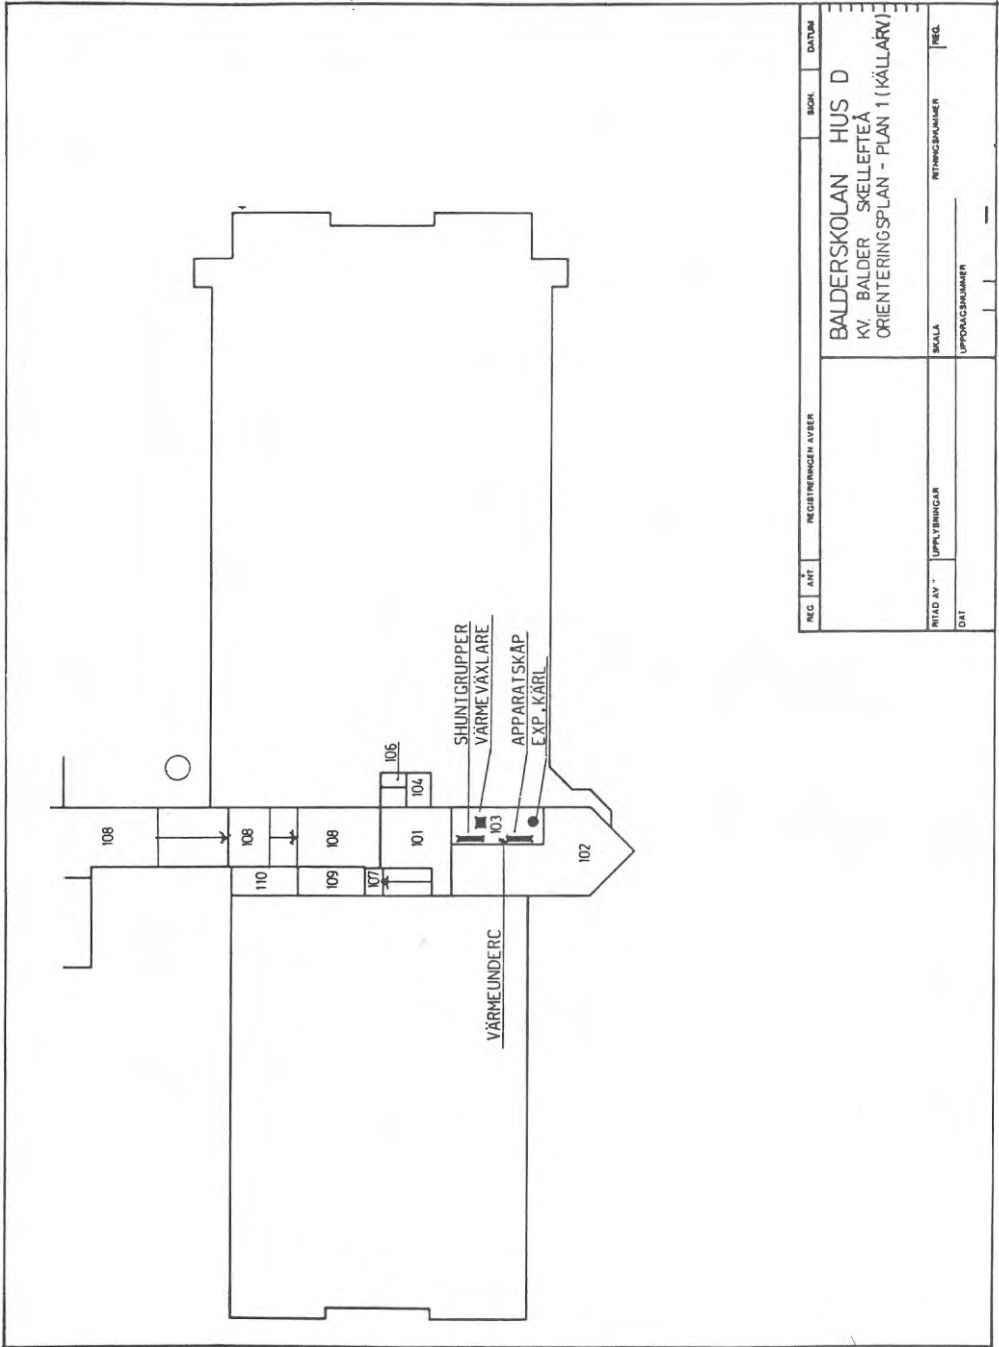 108
108
108
110
109
107
101
106
104
103
102
SHUNTGRUPPER
VÄRMEVÄXLARE
APPARATSKÅP
EXP. KÄRL
VÄRMEUNDERC
REG ANT. REGISTRERINGEN AVSER SIGN. DATUM
BALDERSKOLAN HUS D
KV. BALDER SKELLEFTEÅ
ORIENTERINGSPLAN - PLAN 1 (KÄLLARV)
RITAD AV UPPLYSNINGAR SKALA RITNINGSNUMMER REG.
DAT UPPDRAGSNUMMER